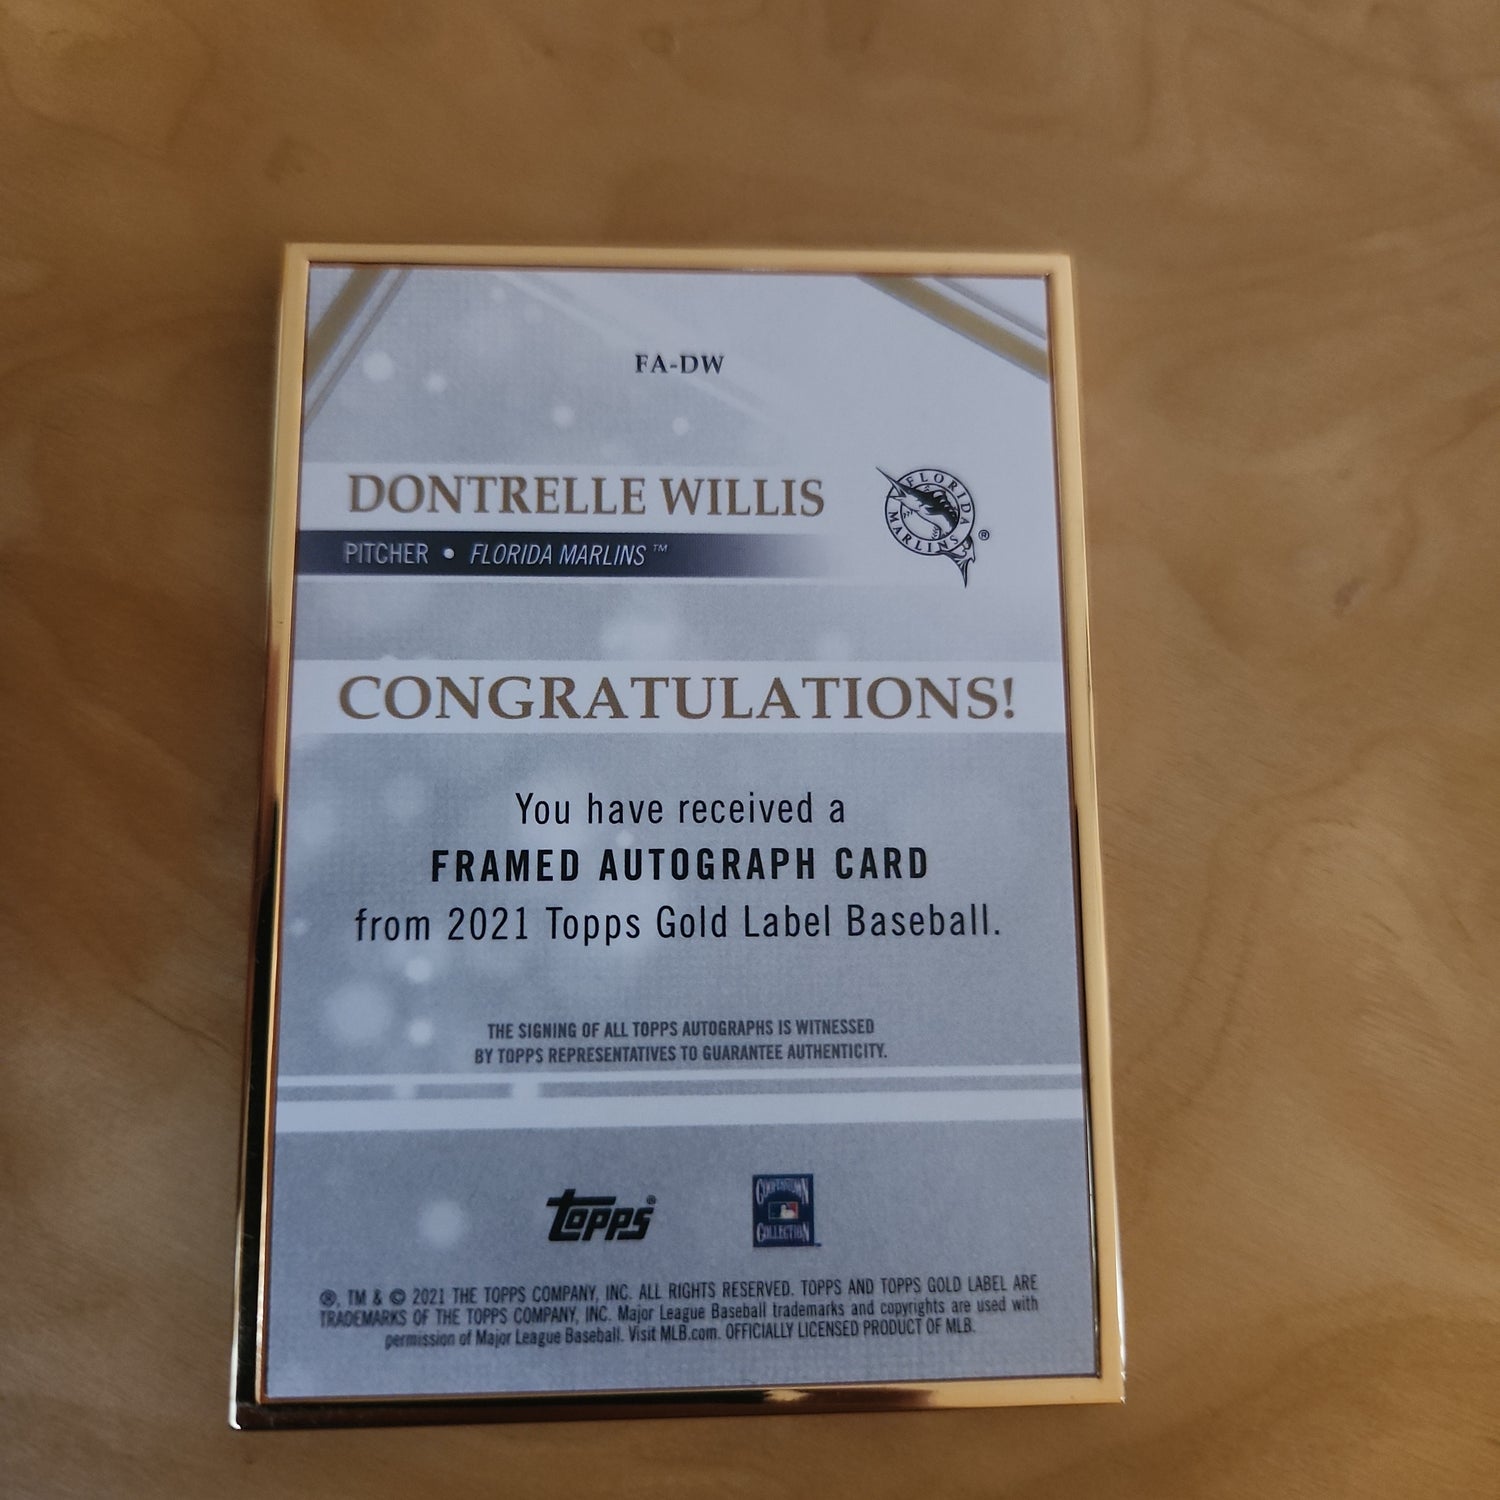 FA-DW
DONTRELLE WILLIS
FLORIDA MARLINS ®
PITCHER • FLORIDA MARLINS ™
CONGRATULATIONS!
You have received a
FRAMED AUTOGRAPH CARD
from 2021 Topps Gold Label Baseball.
THE SIGNING OF ALL TOPPS AUTOGRAPHS IS WITNESSED
BY TOPPS REPRESENTATIVES TO GUARANTEE AUTHENTICITY.
topps®
COOPERSTOWN
COLLECTION
®, TM & © 2021 THE TOPPS COMPANY, INC. ALL RIGHTS RESERVED. TOPPS AND TOPPS GOLD LABEL ARE
TRADEMARKS OF THE TOPPS COMPANY, INC. Major League Baseball trademarks and copyrights are used with
permission of Major League Baseball. Visit MLB.com. OFFICIALLY LICENSED PRODUCT OF MLB.